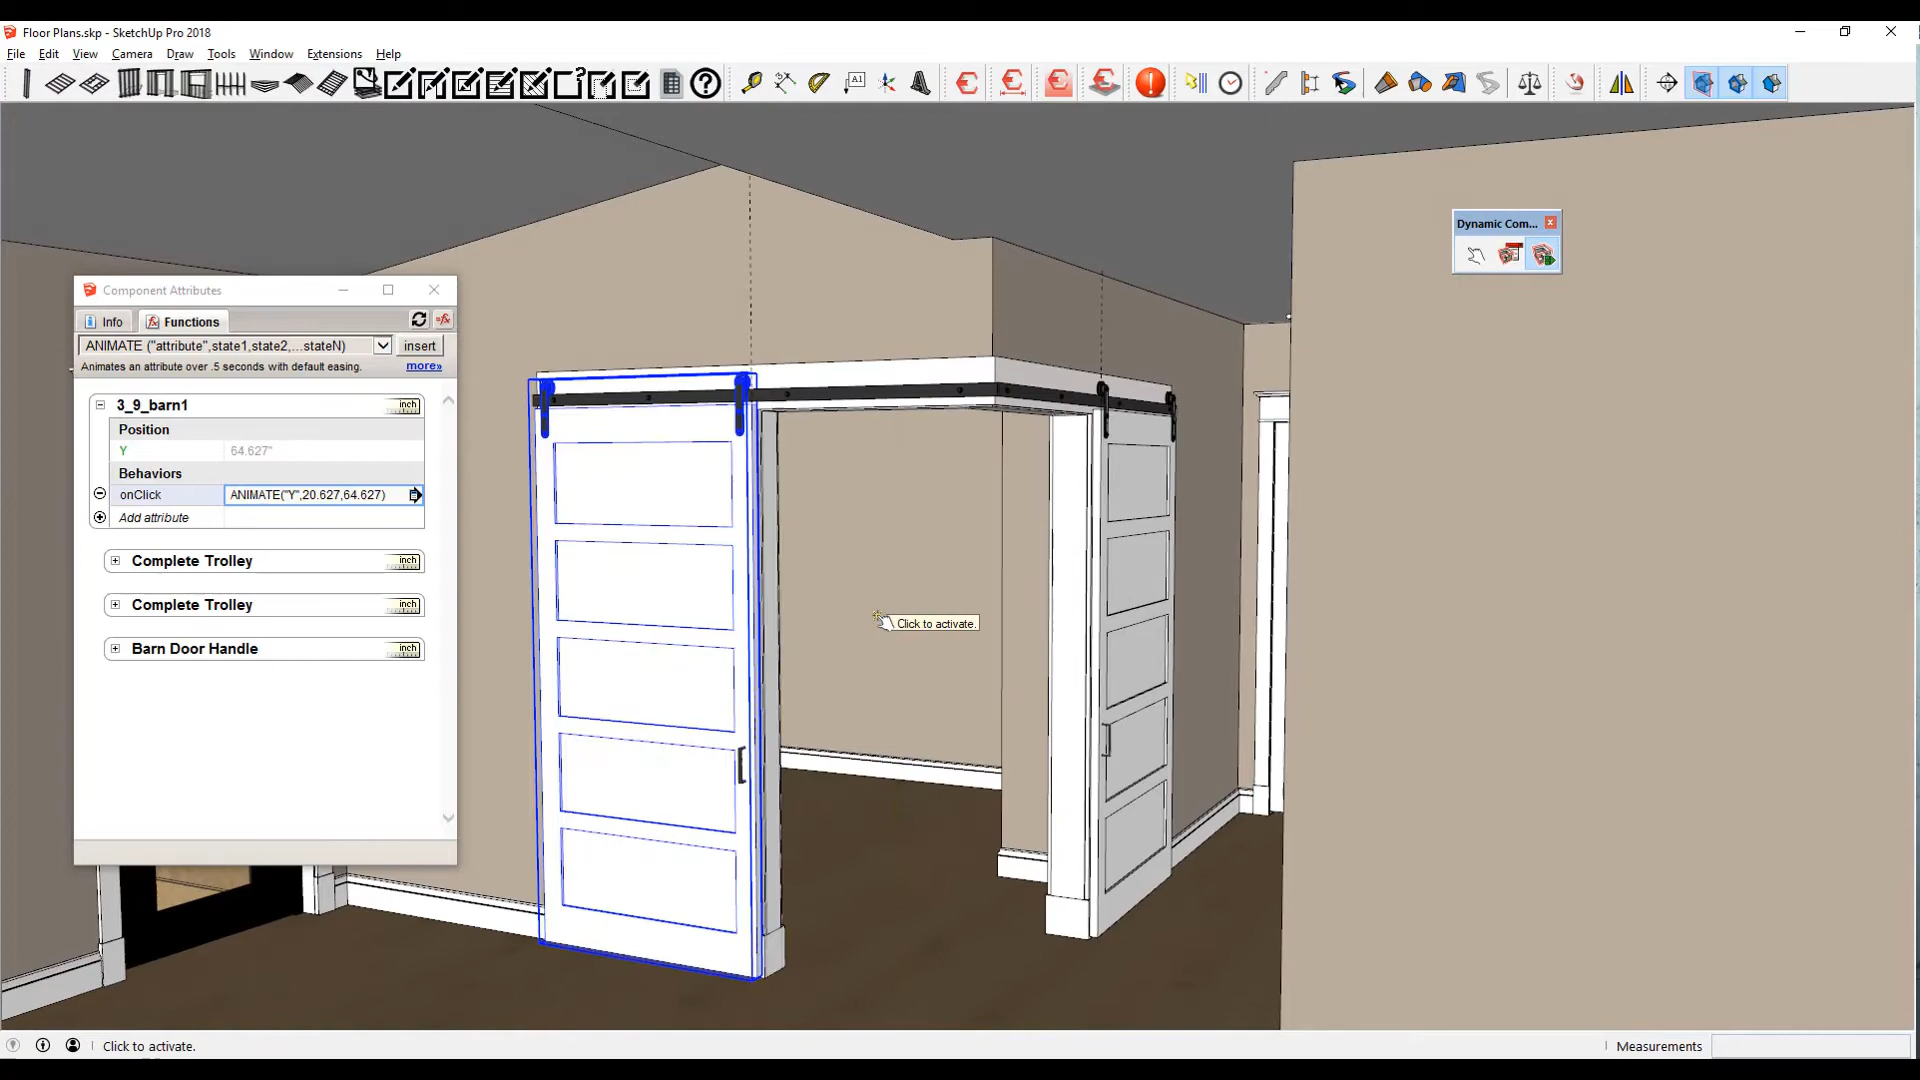 Floor Plans.skp - SketchUp Pro 2018
File Edit View Camera Draw Tools Window Extensions Help
A1
Dynamic Com...
Component Attributes
Info Functions
ANIMATE ("attribute",state1,state2,...stateN) insert
Animates an attribute over .5 seconds with default easing. more»
3_9_barn1 inch
Position
Y 64.627"
Behaviors
onClick ANIMATE("Y",20.627,64.627)
Add attribute
Complete Trolley inch
Complete Trolley inch
Barn Door Handle inch
Click to activate.
Click to activate.
Measurements